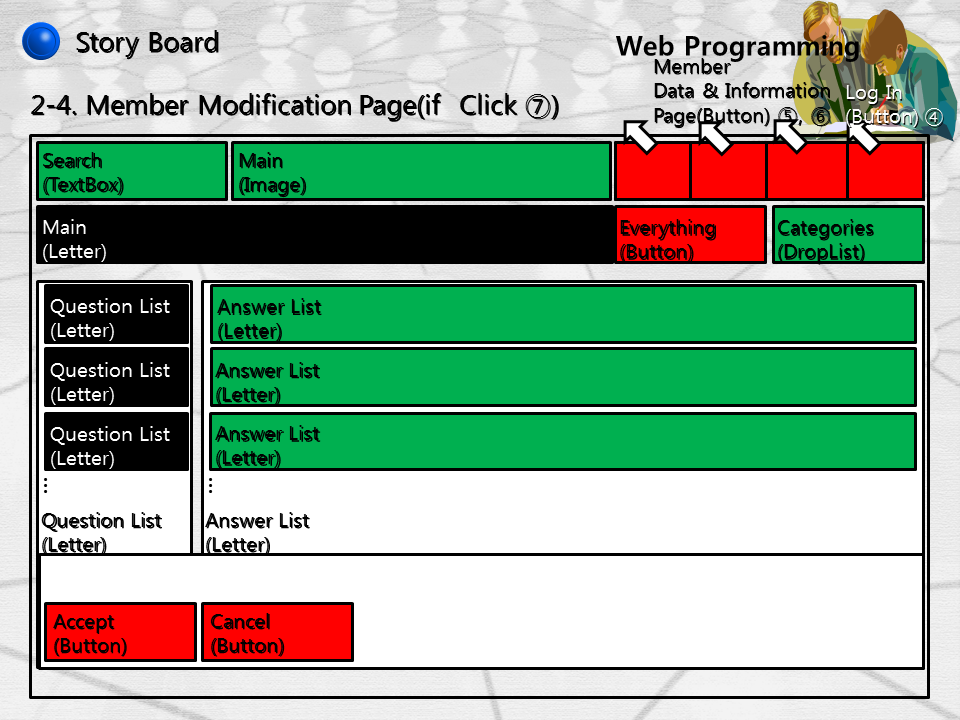 Story Board
Web Programming
2-4. Member Modification Page(if Click ⑦)
Member
Data & Information
Page(Button) ⑤, ⑥
Log In
(Button) ④
Search
(TextBox)
Main
(Image)
Main
(Letter)
Everything
(Button)
Categories
(DropList)
Question List
(Letter)
Answer List
(Letter)
Question List
(Letter)
Answer List
(Letter)
Question List
(Letter)
Answer List
(Letter)
⋮
⋮
Question List
(Letter)
Answer List
(Letter)
Accept
(Button)
Cancel
(Button)